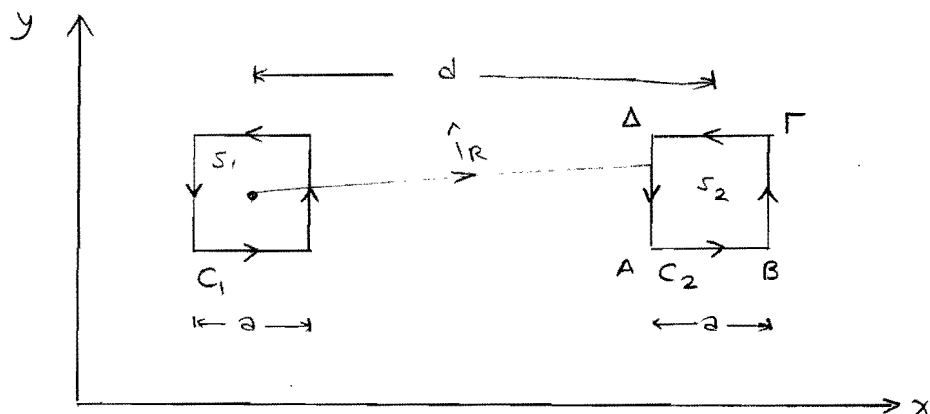 y
d
Δ Γ
S₁ î_R S₂
A C₂ B
C₁
a a
x